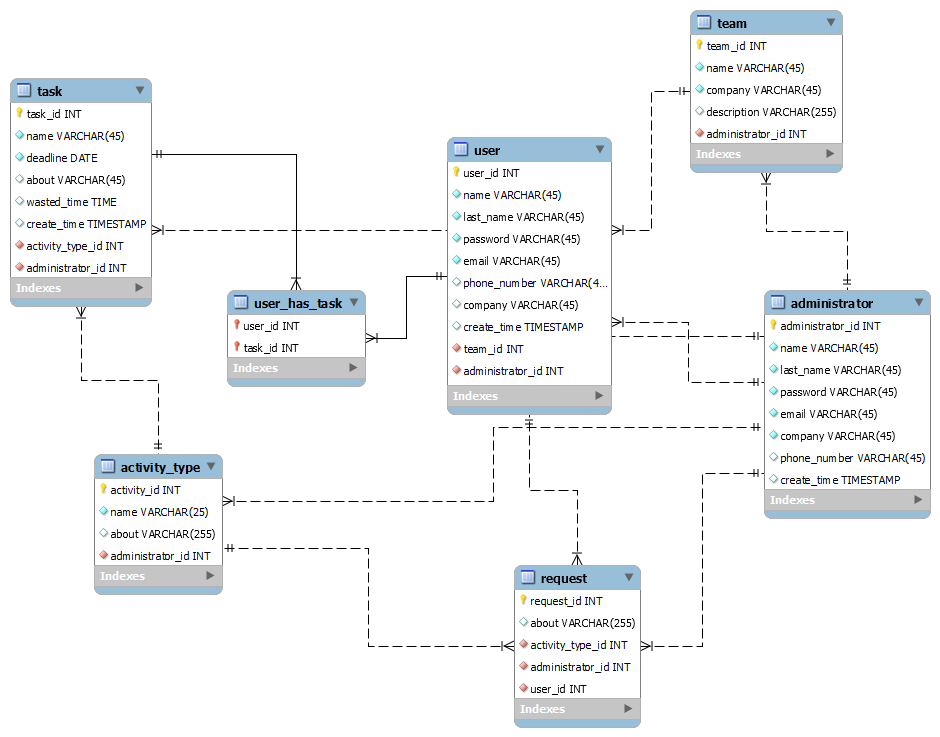 team
team_id INT
name VARCHAR(45)
company VARCHAR(45)
description VARCHAR(255)
administrator_id INT
Indexes
task
task_id INT
name VARCHAR(45)
deadline DATE
about VARCHAR(45)
wasted_time TIME
create_time TIMESTAMP
activity_type_id INT
administrator_id INT
Indexes
user
user_id INT
name VARCHAR(45)
last_name VARCHAR(45)
password VARCHAR(45)
email VARCHAR(45)
phone_number VARCHAR(4...
company VARCHAR(45)
create_time TIMESTAMP
team_id INT
administrator_id INT
Indexes
user_has_task
user_id INT
task_id INT
Indexes
administrator
administrator_id INT
name VARCHAR(45)
last_name VARCHAR(45)
password VARCHAR(45)
email VARCHAR(45)
company VARCHAR(45)
phone_number VARCHAR(45)
create_time TIMESTAMP
Indexes
activity_type
activity_id INT
name VARCHAR(25)
about VARCHAR(255)
administrator_id INT
Indexes
request
request_id INT
about VARCHAR(255)
activity_type_id INT
administrator_id INT
user_id INT
Indexes